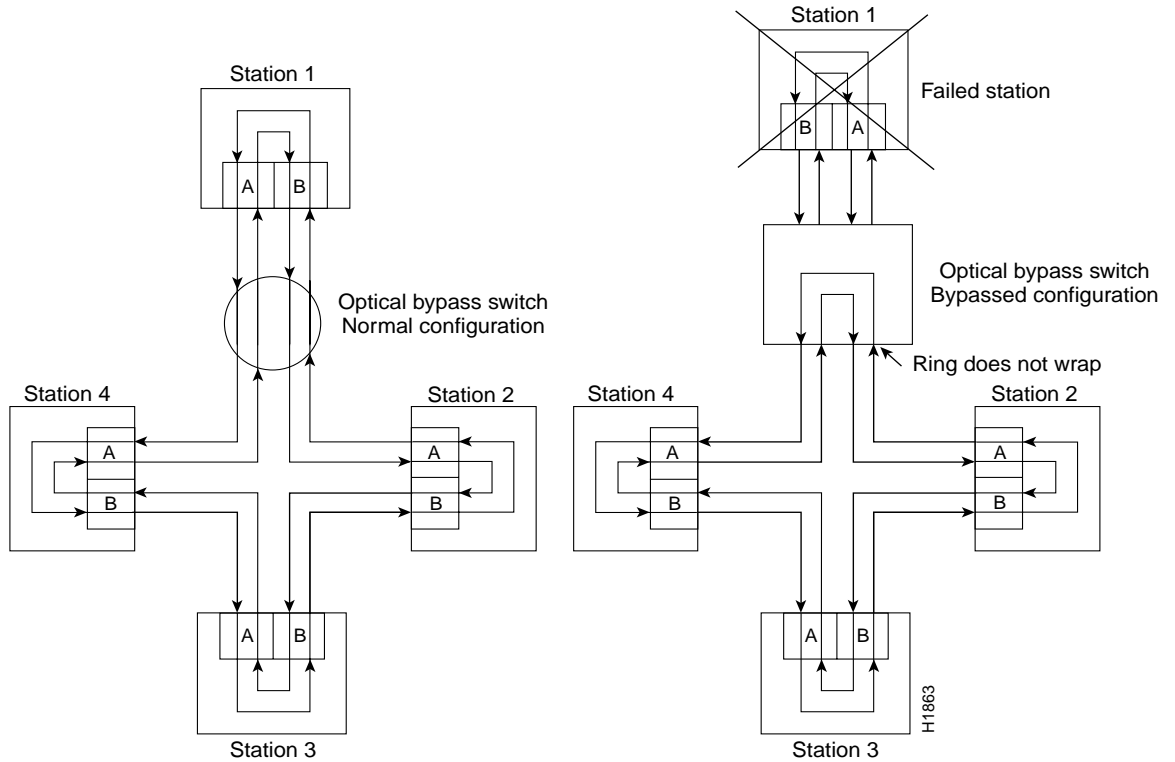 Station 1
A
B
Optical bypass switch
Normal configuration
Station 4
A
B
Station 2
A
B
A
B
Station 3
Station 1
Failed station
B
A
Optical bypass switch
Bypassed configuration
Ring does not wrap
Station 4
A
B
Station 2
A
B
A
B
Station 3
H1863